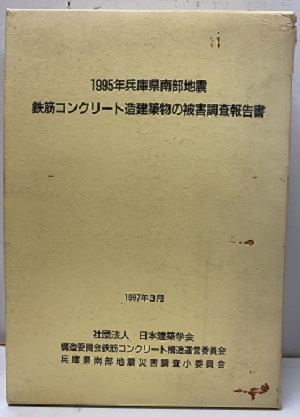 1995年兵庫県南部地震
鉄筋コンクリート造建築物の被害調査報告書
1997年3月
社団法人 日本建築学会
構造委員会鉄筋コンクリート構造運営委員会
兵庫県南部地震災害調査小委員会